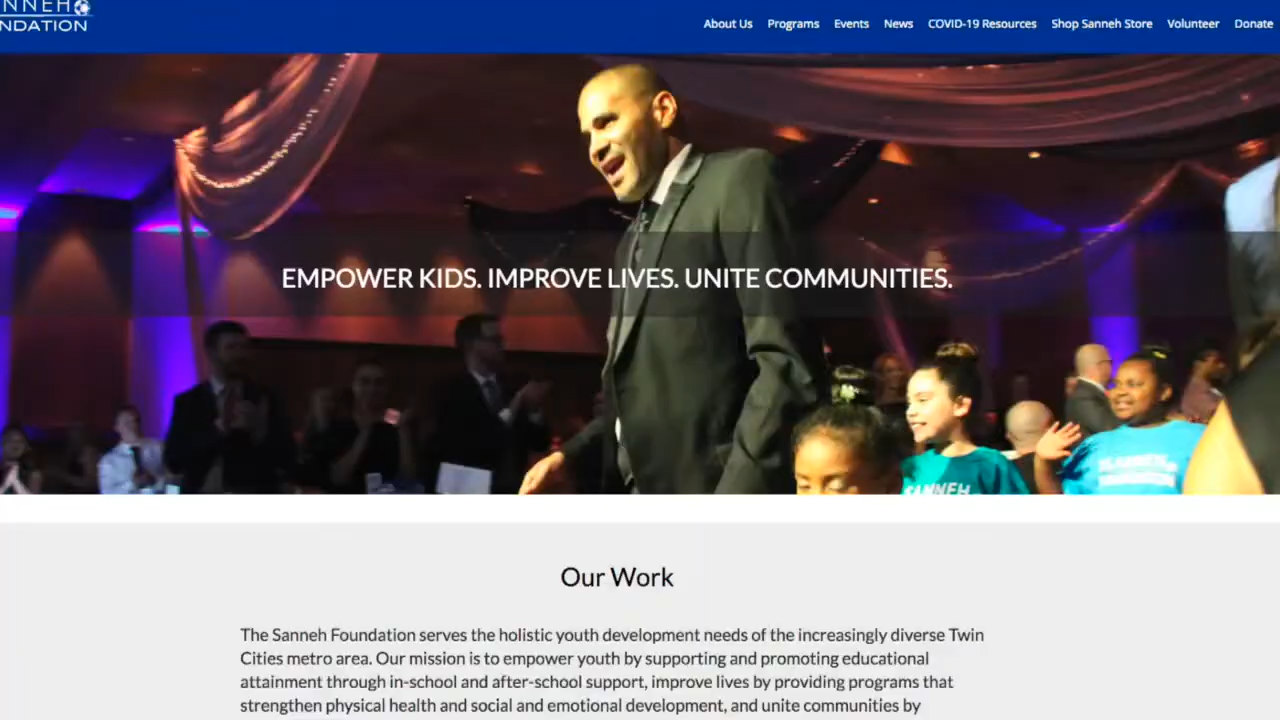 NNEH
NDATION
About Us Programs Events News COVID-19 Resources Shop Sanneh Store Volunteer Donate
EMPOWER KIDS. IMPROVE LIVES. UNITE COMMUNITIES.
SANNEH
Our Work
The Sanneh Foundation serves the holistic youth development needs of the increasingly diverse Twin
Cities metro area. Our mission is to empower youth by supporting and promoting educational
attainment through in-school and after-school support, improve lives by providing programs that
strengthen physical health and social and emotional development, and unite communities by